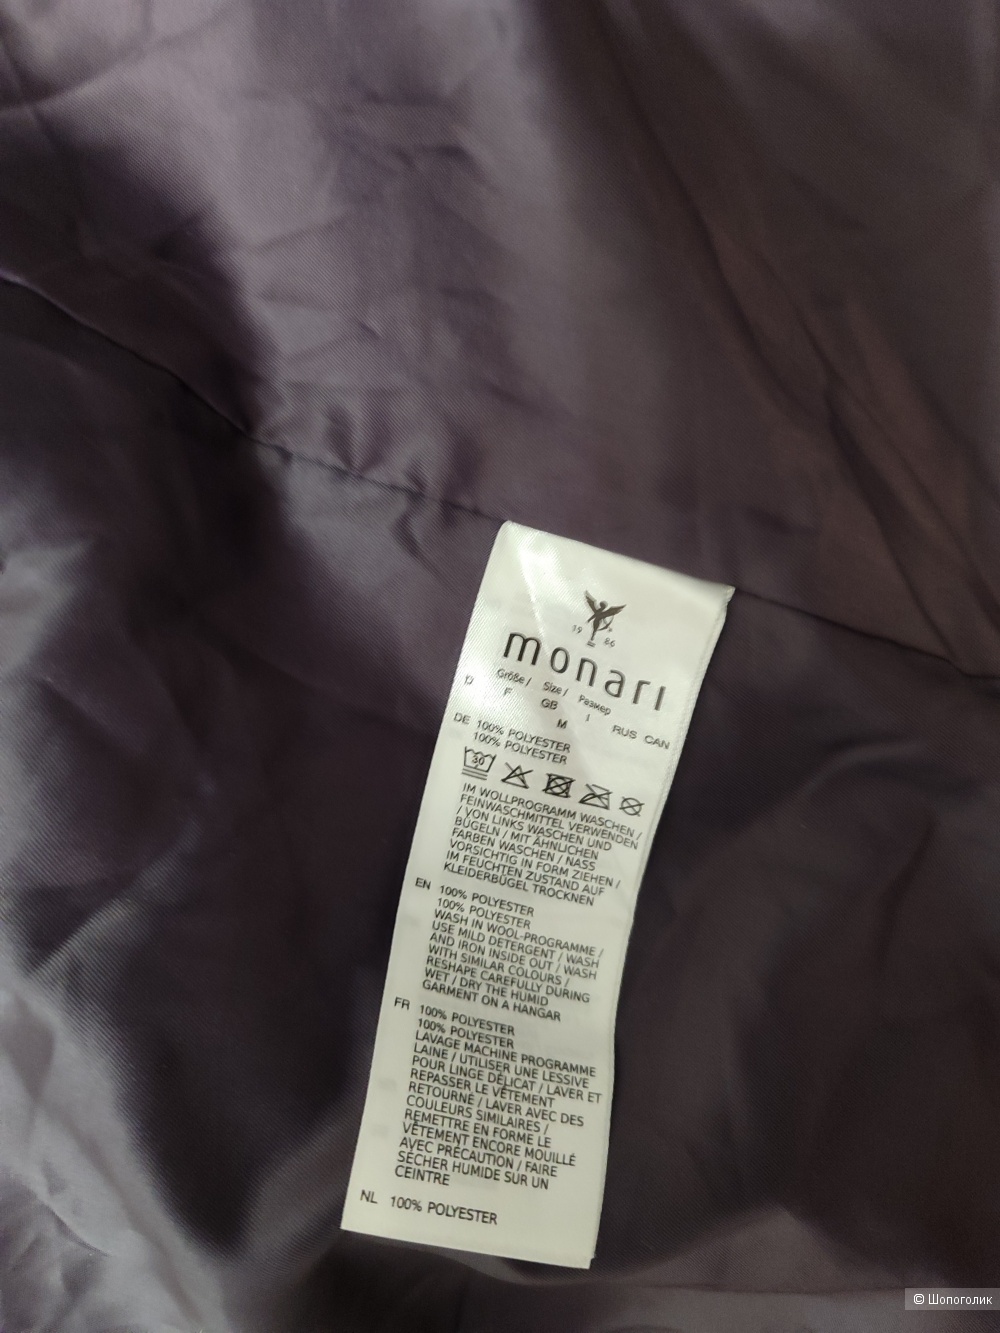 19 86
monari
Größe / Size / Размер
D F GB I RUS CAN
M
DE 100% POLYESTER
100% POLYESTER
30
IM WOLLPROGRAMM WASCHEN /
FEINWASCHMITTEL VERWENDEN
/ VON LINKS WASCHEN UND
BÜGELN / MIT ÄHNLICHEN
FARBEN WASCHEN / NASS
VORSICHTIG IN FORM ZIEHEN /
IM FEUCHTEN ZUSTAND AUF
KLEIDERBÜGEL TROCKNEN
EN 100% POLYESTER
100% POLYESTER
WASH IN WOOL-PROGRAMME /
USE MILD DETERGENT / WASH
AND IRON INSIDE OUT / WASH
WITH SIMILAR COLOURS /
RESHAPE CAREFULLY DURING
WET / DRY THE HUMID
GARMENT ON A HANGAR
FR 100% POLYESTER
100% POLYESTER
LAVAGE MACHINE PROGRAMME
LAINE / UTILISER UNE LESSIVE
POUR LINGE DÉLICAT / LAVER ET
REPASSER LE VÊTEMENT
RETOURNÉ / LAVER AVEC DES
COULEURS SIMILAIRES /
REMETTRE EN FORME LE
VÊTEMENT ENCORE MOUILLÉ
AVEC PRÉCAUTION / FAIRE
SÉCHER HUMIDE SUR UN
CEINTRE
NL 100% POLYESTER
© Шопоголик